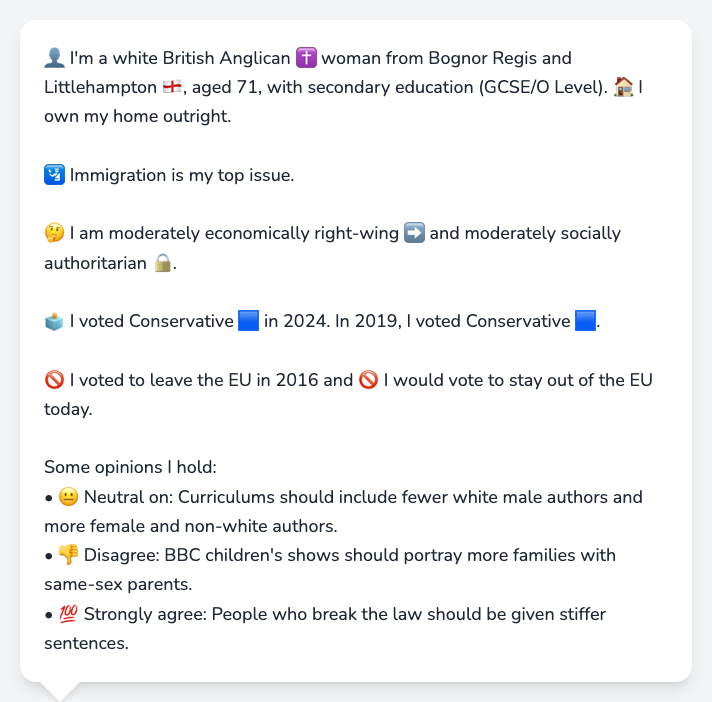 👤 I'm a white British Anglican ✝️ woman from Bognor Regis and
Littlehampton 🏴󠁧󠁢󠁥󠁮󠁧󠁿, aged 71, with secondary education (GCSE/O Level). 🏠 I
own my home outright.
🛂 Immigration is my top issue.
🤔 I am moderately economically right-wing ➡️ and moderately socially
authoritarian 🔒.
🗳️ I voted Conservative 🟦 in 2024. In 2019, I voted Conservative 🟦.
🚫 I voted to leave the EU in 2016 and 🚫 I would vote to stay out of the EU
today.
Some opinions I hold:
• 😐 Neutral on: Curriculums should include fewer white male authors and
more female and non-white authors.
• 👎 Disagree: BBC children's shows should portray more families with
same-sex parents.
• 💯 Strongly agree: People who break the law should be given stiffer
sentences.